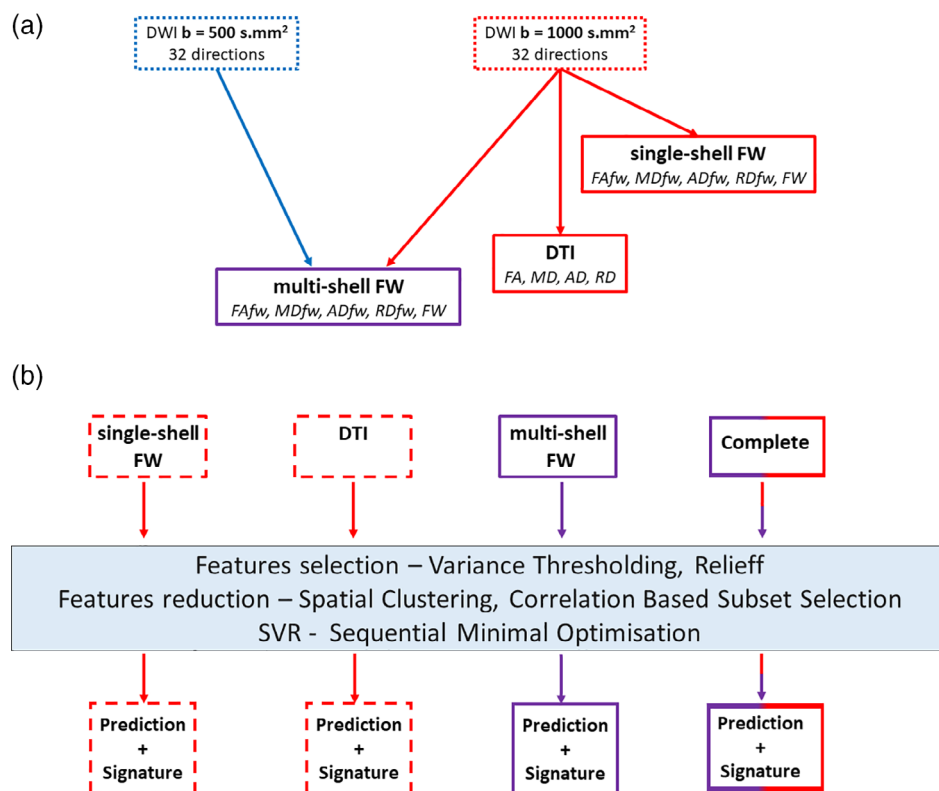 (a)
DWI b = 500 s.mm²
32 directions
DWI b = 1000 s.mm²
32 directions
single-shell FW
FAfw, MDfw, ADfw, RDfw, FW
DTI
FA, MD, AD, RD
multi-shell FW
FAfw, MDfw, ADfw, RDfw, FW
(b)
single-shell
FW
DTI
multi-shell
FW
Complete
Features selection – Variance Thresholding, Relieff
Features reduction – Spatial Clustering, Correlation Based Subset Selection
SVR - Sequential Minimal Optimisation
Prediction
+
Signature
Prediction
+
Signature
Prediction
+
Signature
Prediction
+
Signature